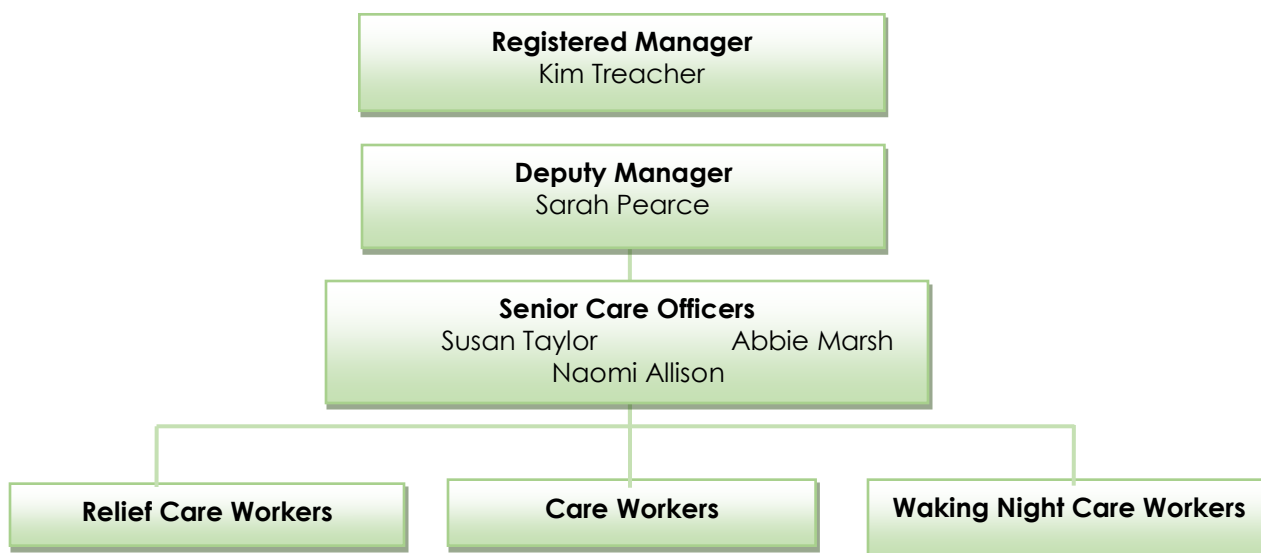 Registered Manager
Kim Treacher
Deputy Manager
Sarah Pearce
Senior Care Officers
Susan Taylor Abbie Marsh
Naomi Allison
Relief Care Workers
Care Workers
Waking Night Care Workers